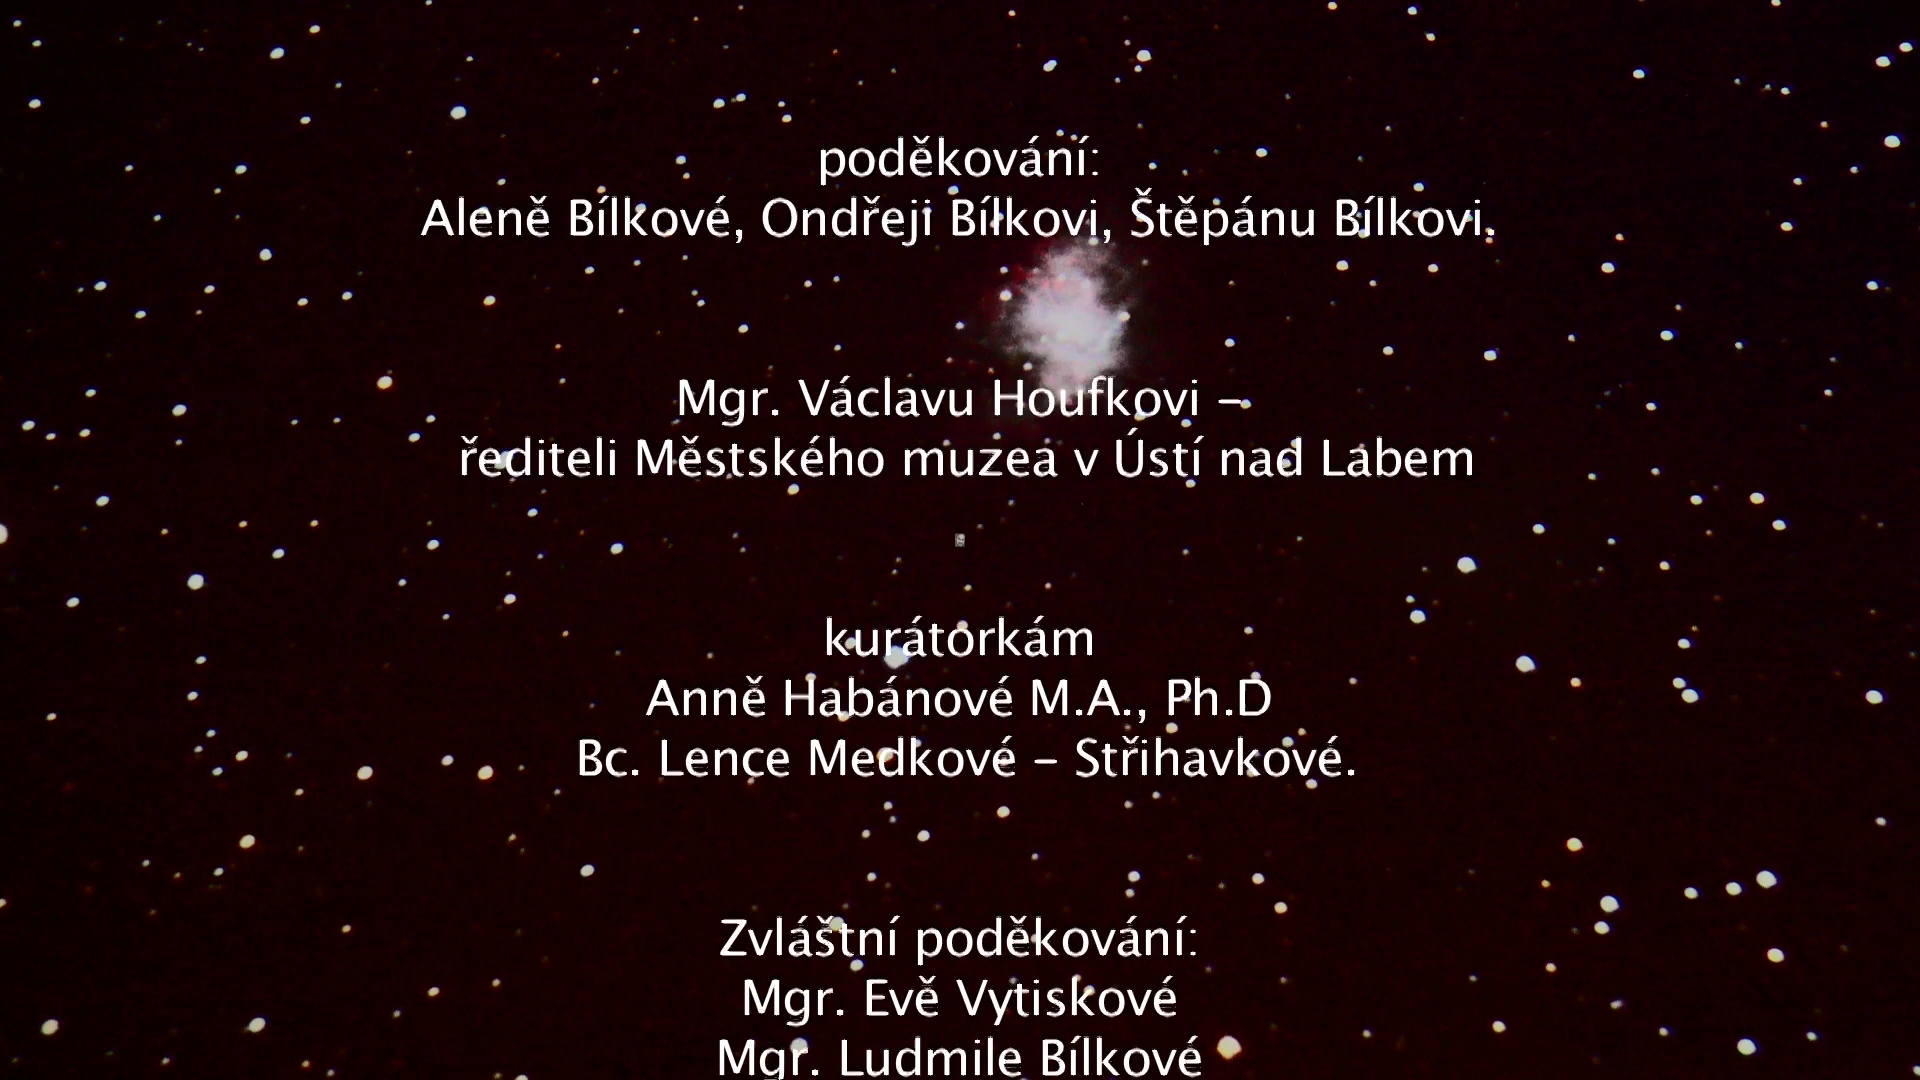 poděkování:
Aleně Bílkové, Ondřeji Bílkovi, Štěpánu Bílkovi.
Mgr. Václavu Houfkovi –
řediteli Městského muzea v Ústí nad Labem
kurátorkám
Anně Habánové M.A., Ph.D
Bc. Lence Medkové – Střihavkové.
Zvláštní poděkování:
Mgr. Evě Vytiskové
Mgr. Ludmile Bílkové